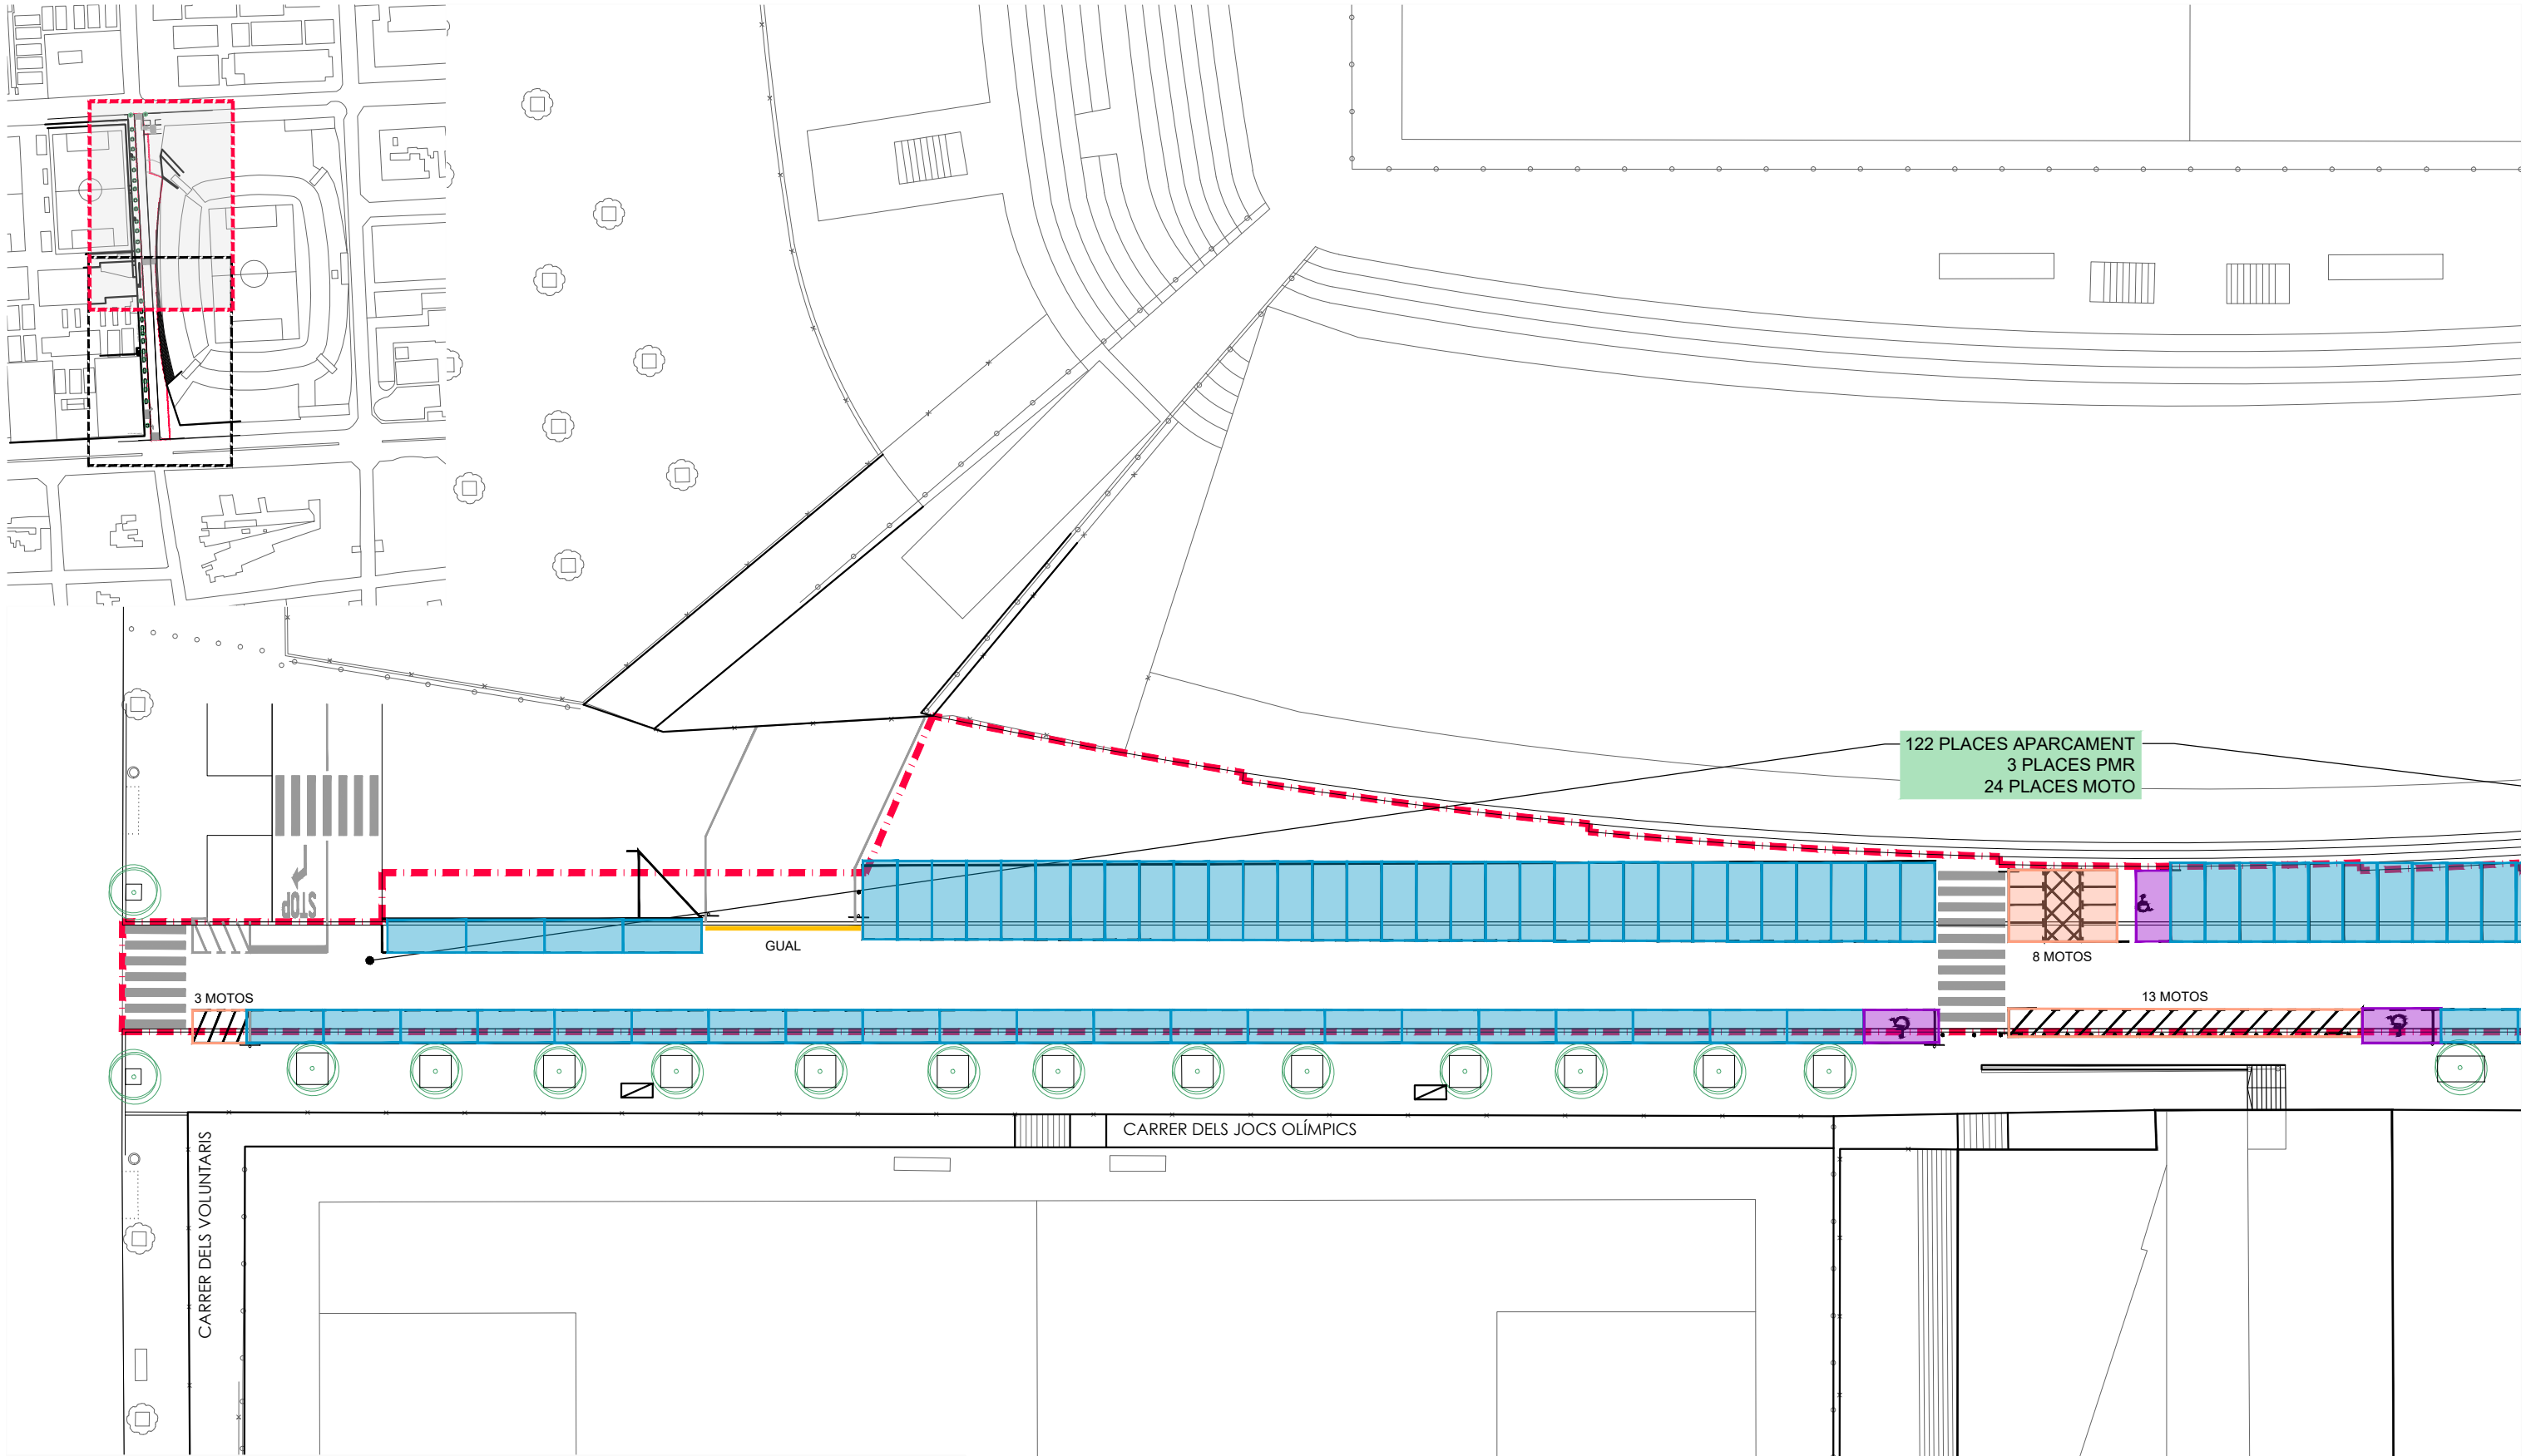 122 PLACES APARCAMENT
3 PLACES PMR
24 PLACES MOTO
STOP
GUAL
8 MOTOS
3 MOTOS
13 MOTOS
CARRER DELS JOCS OLÍMPICS
CARRER DELS VOLUNTARIS